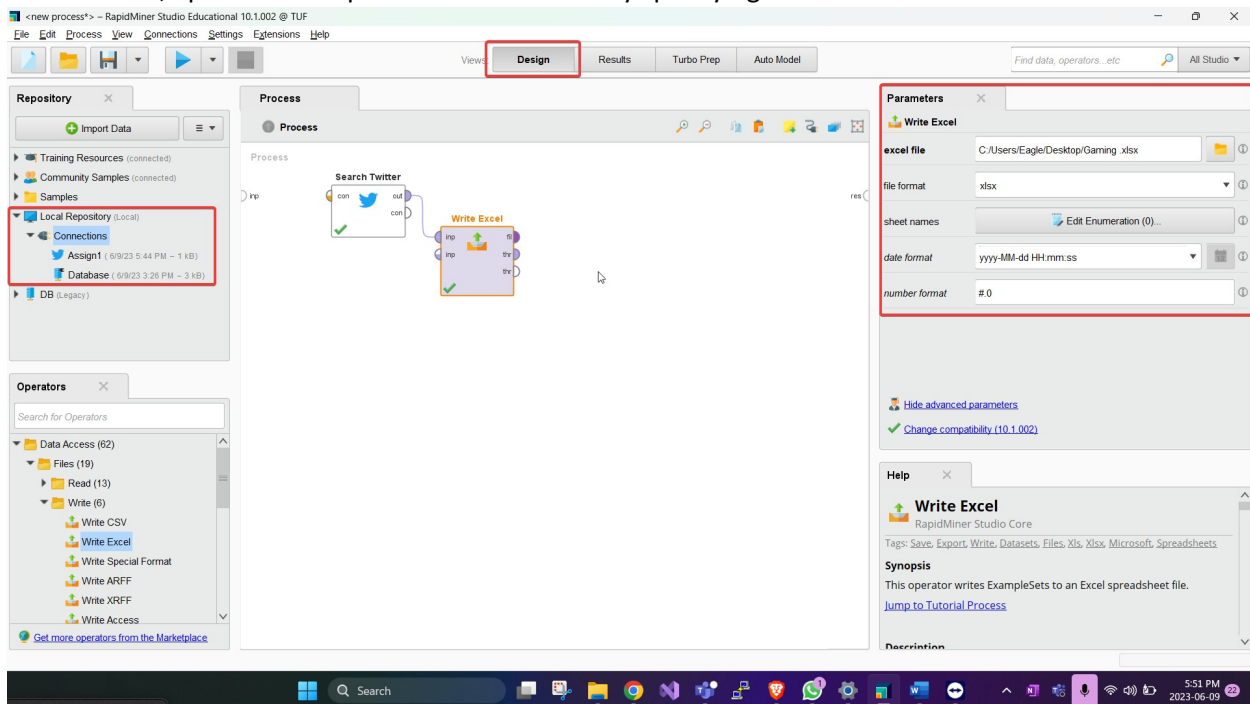 <new process*> – RapidMiner Studio Educational 10.1.002 @ TUF
File Edit Process View Connections Settings Extensions Help
Views: Design Results Turbo Prep Auto Model
Find data, operators...etc All Studio
Repository
Import Data
Training Resources (connected)
Community Samples (connected)
Samples
Local Repository (Local)
Connections
Assign1 ( 6/9/23 5:44 PM – 1 kB)
Database ( 6/9/23 3:26 PM – 3 kB)
DB (Legacy)
Operators
Search for Operators
Data Access (62)
Files (19)
Read (13)
Write (6)
Write CSV
Write Excel
Write Special Format
Write ARFF
Write XRFF
Write Access
Get more operators from the Marketplace
Process
Process
Process
inp
Search Twitter
con out
con
Write Excel
inp fil
inp thr
thr
res
Parameters
Write Excel
excel file C:/Users/Eagle/Desktop/Gaming .xlsx
file format xlsx
sheet names Edit Enumeration (0)...
date format yyyy-MM-dd HH:mm:ss
number format #.0
Hide advanced parameters
Change compatibility (10.1.002)
Help
Write Excel
RapidMiner Studio Core
Tags: Save, Export, Write, Datasets, Files, Xls, Xlsx, Microsoft, Spreadsheets
Synopsis
This operator writes ExampleSets to an Excel spreadsheet file.
Jump to Tutorial Process
Description
Search
5:51 PM
2023-06-09
22